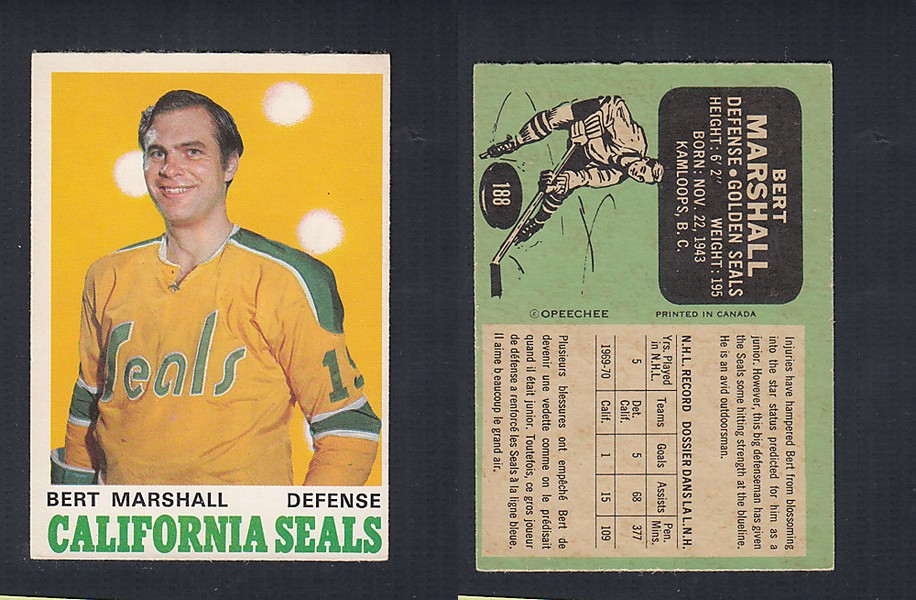 Seals
19
BERT MARSHALL DEFENSE
CALIFORNIA SEALS
188
BERT
MARSHALL
DEFENSE • GOLDEN SEALS
HEIGHT: 6' 2" WEIGHT: 195
BORN: NOV. 22, 1943
KAMLOOPS, B. C.
© OPEECHEE PRINTED IN CANADA
Injuries have hampered Bert from blossoming
into the star status predicted for him as a
junior. However, this big defenseman has given
the Seals some hitting strength at the blueline.
He is an avid outdoorsman.
N.H.L. RECORD DOSSIER DANS LA L.N.H.
Yrs. Played in N.H.L. Teams Goals Assists Pen. Mins.
5 Det. Calif. 5 68 377
1969-70 Calif. 1 15 109
Plusieurs blessures ont empêché Bert de
devenir une vedette comme on le prédisait
quand il était junior. Toutefois, ce gros joueur
de défense a renforcé les Seals à la ligne bleue.
Il aime beaucoup le grand air.